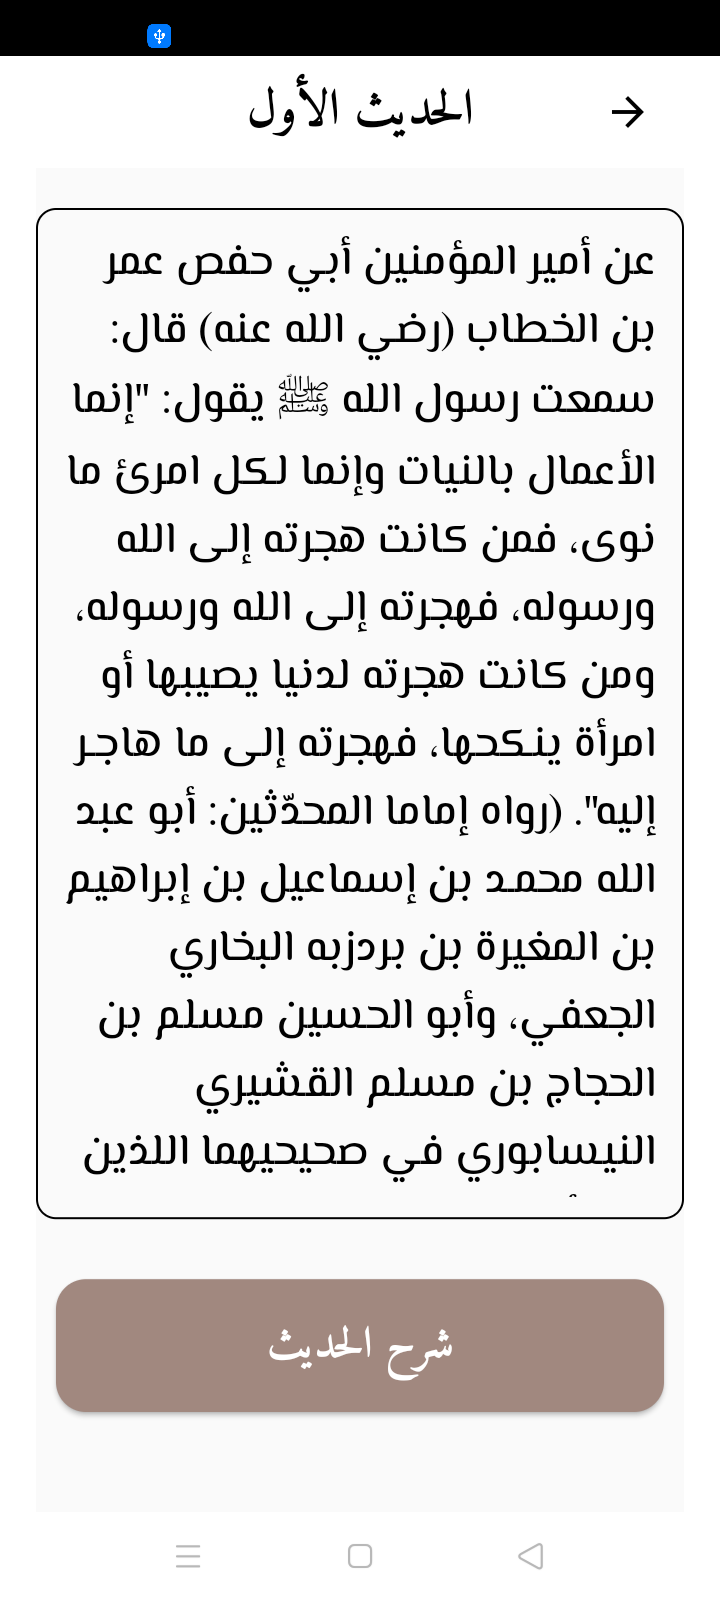 الحديث الأول
عن أمير المؤمنين أبي حفص عمر
بن الخطاب (رضي الله عنه) قال:
سمعت رسول الله ﷺ يقول: "إنما
الأعمال بالنيات وإنما لكل امرئ ما
نوى، فمن كانت هجرته إلى الله
ورسوله، فهجرته إلى الله ورسوله،
ومن كانت هجرته لدنيا يصيبها أو
امرأة ينكحها، فهجرته إلى ما هاجر
إليه". (رواه إماما المحدّثين: أبو عبد
الله محمد بن إسماعيل بن إبراهيم
بن المغيرة بن بردزبه البخاري
الجعفي، وأبو الحسين مسلم بن
الحجاج بن مسلم القشيري
النيسابوري في صحيحيهما اللذين
شرح الحديث